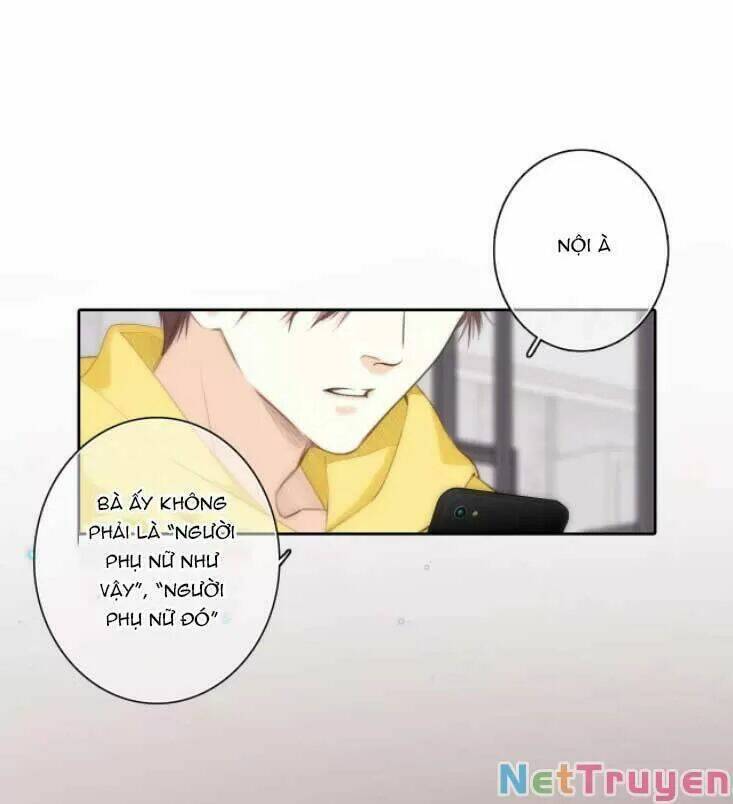 NỘI À
BÀ ẤY KHÔNG
PHẢI LÀ "NGƯỜI
PHỤ NỮ NHƯ
VẬY", "NGƯỜI
PHỤ NỮ ĐÓ"
NetTruyen